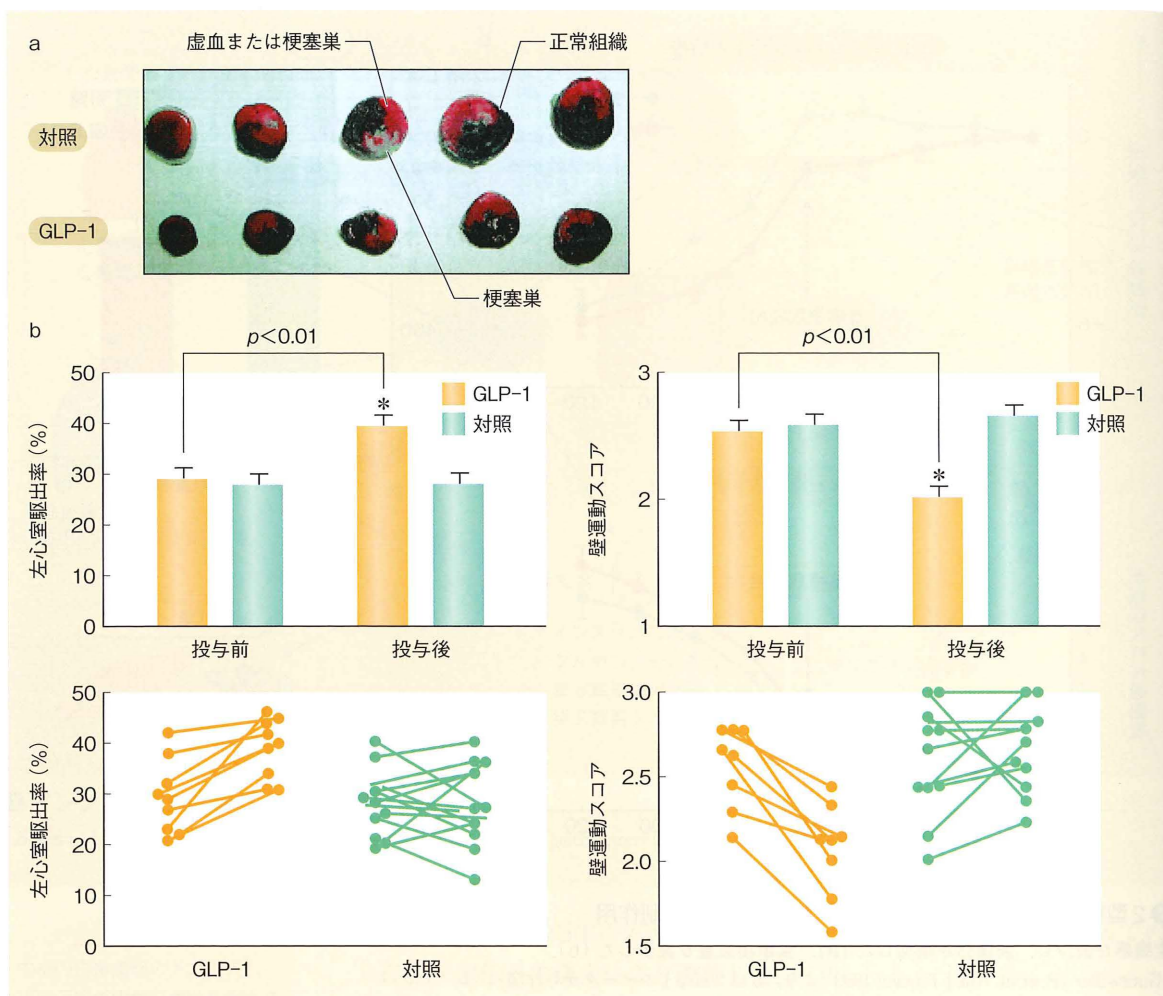 a
虚血または梗塞巣
正常組織
対照
GLP-1
梗塞巣
b
p<0.01
左心室駆出率(%)
50
40
30
20
10
0
GLP-1
対照
*
投与前
投与後
p<0.01
壁運動スコア
3
2
1
GLP-1
対照
*
投与前
投与後
左心室駆出率(%)
50
40
30
20
10
0
GLP-1
対照
壁運動スコア
3.0
2.5
2.0
1.5
GLP-1
対照